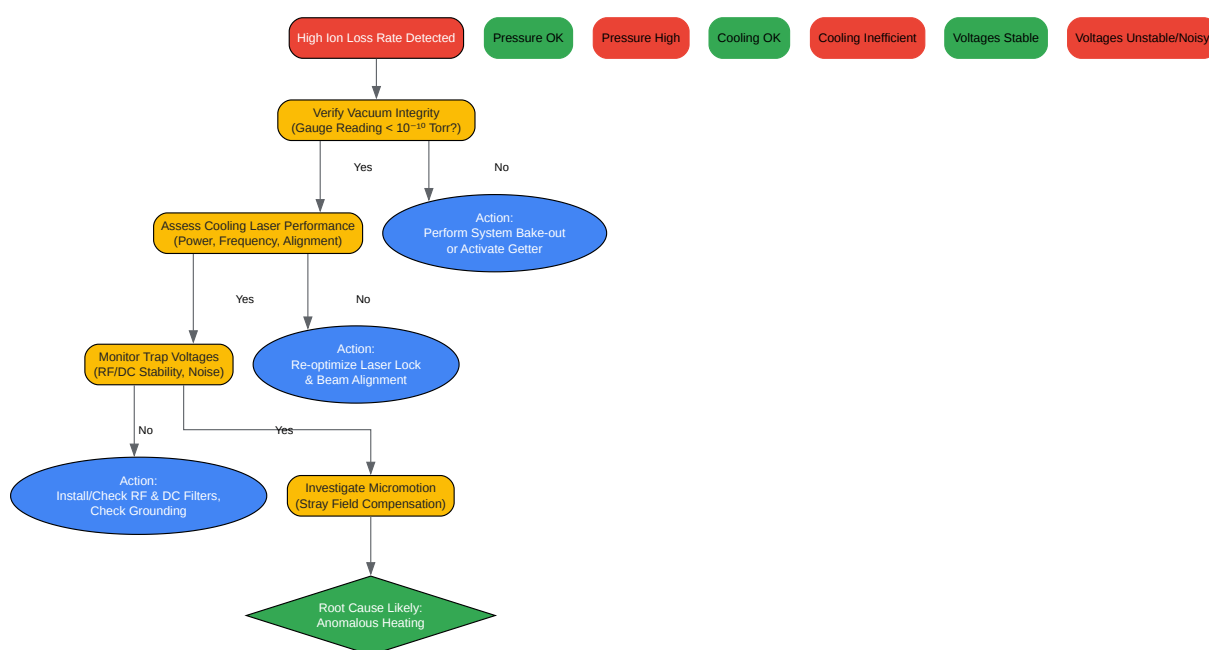 High Ion Loss Rate Detected
Pressure OK
Pressure High
Cooling OK
Cooling Inefficient
Voltages Stable
Voltages Unstable/Noisy
Verify Vacuum Integrity
(Gauge Reading < 10⁻¹⁰ Torr?)
Yes
No
Action:
Perform System Bake-out
or Activate Getter
Assess Cooling Laser Performance
(Power, Frequency, Alignment)
Yes
No
Action:
Re-optimize Laser Lock
& Beam Alignment
Monitor Trap Voltages
(RF/DC Stability, Noise)
No
Yes
Action:
Install/Check RF & DC Filters,
Check Grounding
Investigate Micromotion
(Stray Field Compensation)
Root Cause Likely:
Anomalous Heating